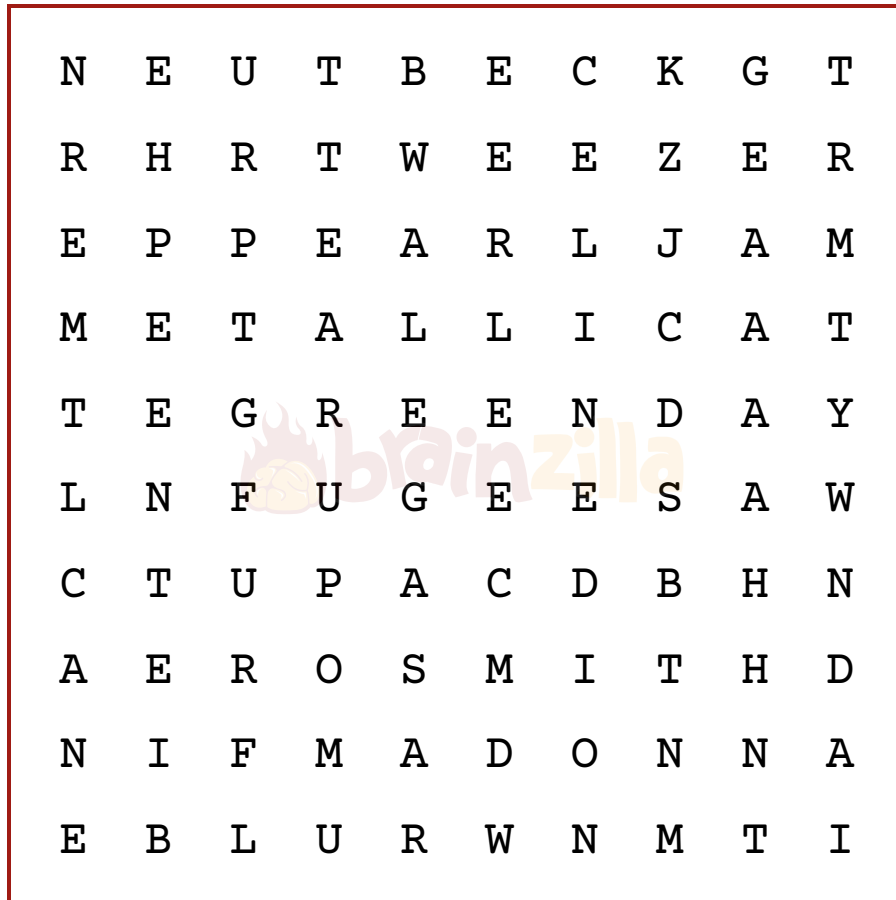 N E U T B E C K G T
R H R T W E E Z E R
E P P E A R L J A M
M E T A L L I C A T
T E G R E E N D A Y
brainzilla
L N F U G E E S A W
C T U P A C D B H N
A E R O S M I T H D
N I F M A D O N N A
E B L U R W N M T I